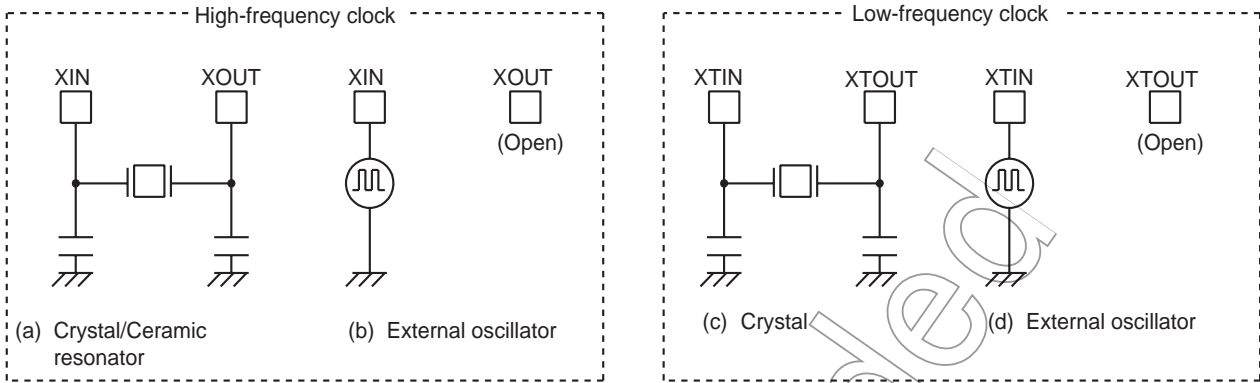 High-frequency clock
XIN XOUT XIN XOUT
(Open)
(a) Crystal/Ceramic
resonator
(b) External oscillator
Low-frequency clock
XTIN XTOUT XTIN XTOUT
(Open)
(c) Crystal
(d) External oscillator